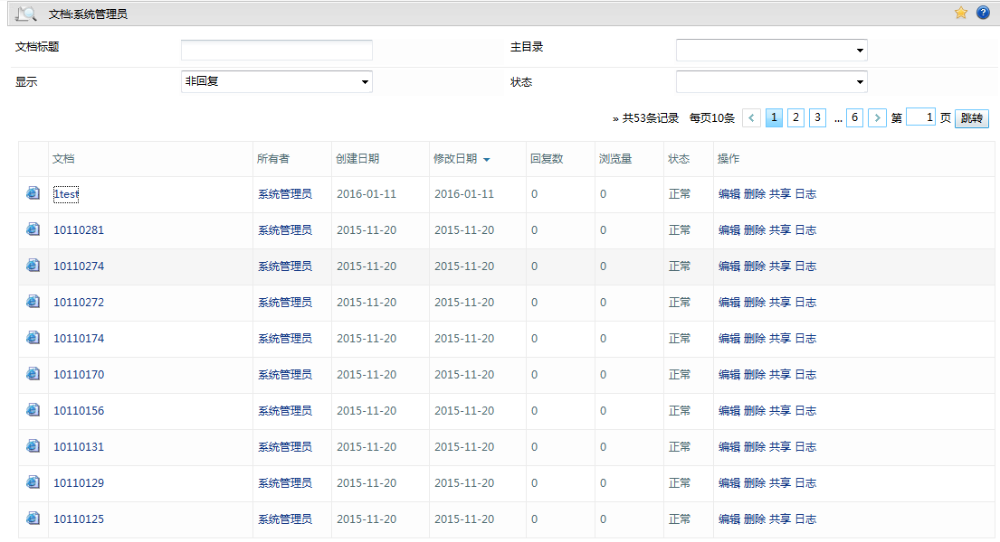 文档:系统管理员
文档标题 主目录
显示 非回复 状态
» 共53条记录 每页10条 < 1 2 3 ... 6 > 第 1 页 跳转
文档 所有者 创建日期 修改日期 回复数 浏览量 状态 操作
1test 系统管理员 2016-01-11 2016-01-11 0 0 正常 编辑 删除 共享 日志
10110281 系统管理员 2015-11-20 2015-11-20 0 0 正常 编辑 删除 共享 日志
10110274 系统管理员 2015-11-20 2015-11-20 0 0 正常 编辑 删除 共享 日志
10110272 系统管理员 2015-11-20 2015-11-20 0 0 正常 编辑 删除 共享 日志
10110174 系统管理员 2015-11-20 2015-11-20 0 0 正常 编辑 删除 共享 日志
10110170 系统管理员 2015-11-20 2015-11-20 0 0 正常 编辑 删除 共享 日志
10110156 系统管理员 2015-11-20 2015-11-20 0 0 正常 编辑 删除 共享 日志
10110131 系统管理员 2015-11-20 2015-11-20 0 0 正常 编辑 删除 共享 日志
10110129 系统管理员 2015-11-20 2015-11-20 0 0 正常 编辑 删除 共享 日志
10110125 系统管理员 2015-11-20 2015-11-20 0 0 正常 编辑 删除 共享 日志